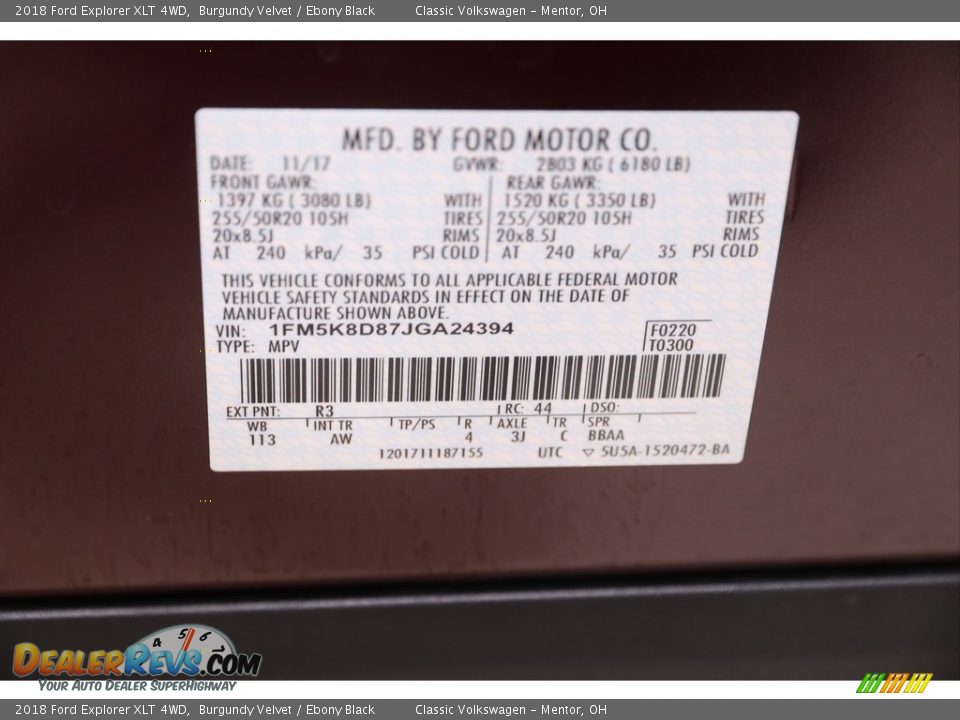 2018 Ford Explorer XLT 4WD, Burgundy Velvet / Ebony Black Classic Volkswagen – Mentor, OH
MFD. BY FORD MOTOR CO.
DATE: 11/17 GVWR: 2803 KG ( 6180 LB)
FRONT GAWR: REAR GAWR:
1397 KG ( 3080 LB) WITH 1520 KG ( 3350 LB) WITH
255/50R20 105H TIRES 255/50R20 105H TIRES
20x8.5J RIMS 20x8.5J RIMS
AT 240 kPa/ 35 PSI COLD AT 240 kPa/ 35 PSI COLD
THIS VEHICLE CONFORMS TO ALL APPLICABLE FEDERAL MOTOR
VEHICLE SAFETY STANDARDS IN EFFECT ON THE DATE OF
MANUFACTURE SHOWN ABOVE.
VIN: 1FM5K8D87JGA24394 F0220
TYPE: MPV T0300
EXT PNT: R3 RC: 44 DSO:
WB INT TR TP/PS R AXLE TR SPR
113 AW 4 3J C BBAA
1201711187155 UTC ▽ 5U5A-1520472-BA
4 5 6
DEALERREVS.COM
YOUR AUTO DEALER SUPERHIGHWAY
2018 Ford Explorer XLT 4WD, Burgundy Velvet / Ebony Black Classic Volkswagen – Mentor, OH